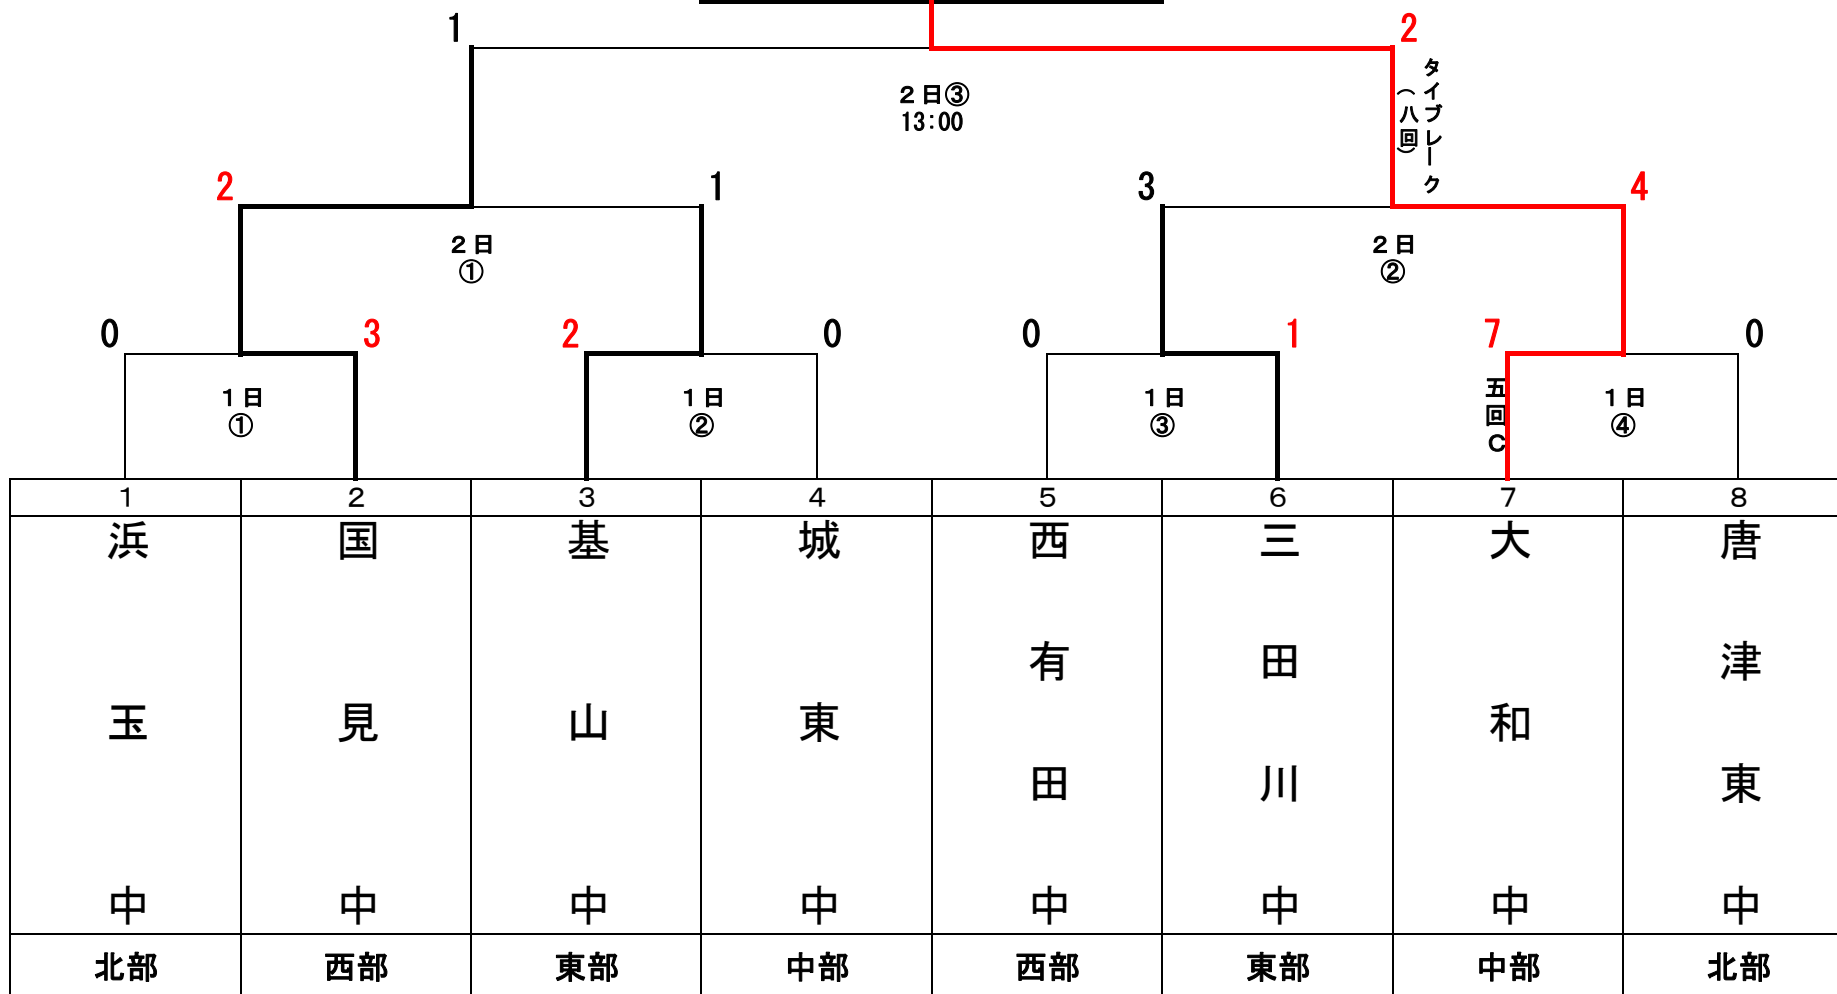 1
2
タイブレーク
（八回）
2日③
13:00
2
1
3
4
2日
①
2日
②
0
3
2
0
0
1
7
0
1日
①
1日
②
1日
③
五回C
1日
④
1
2
3
4
5
6
7
8
浜玉中
国見中
基山中
城東中
西有田中
三田川中
大和中
唐津東中
北部
西部
東部
中部
西部
東部
中部
北部